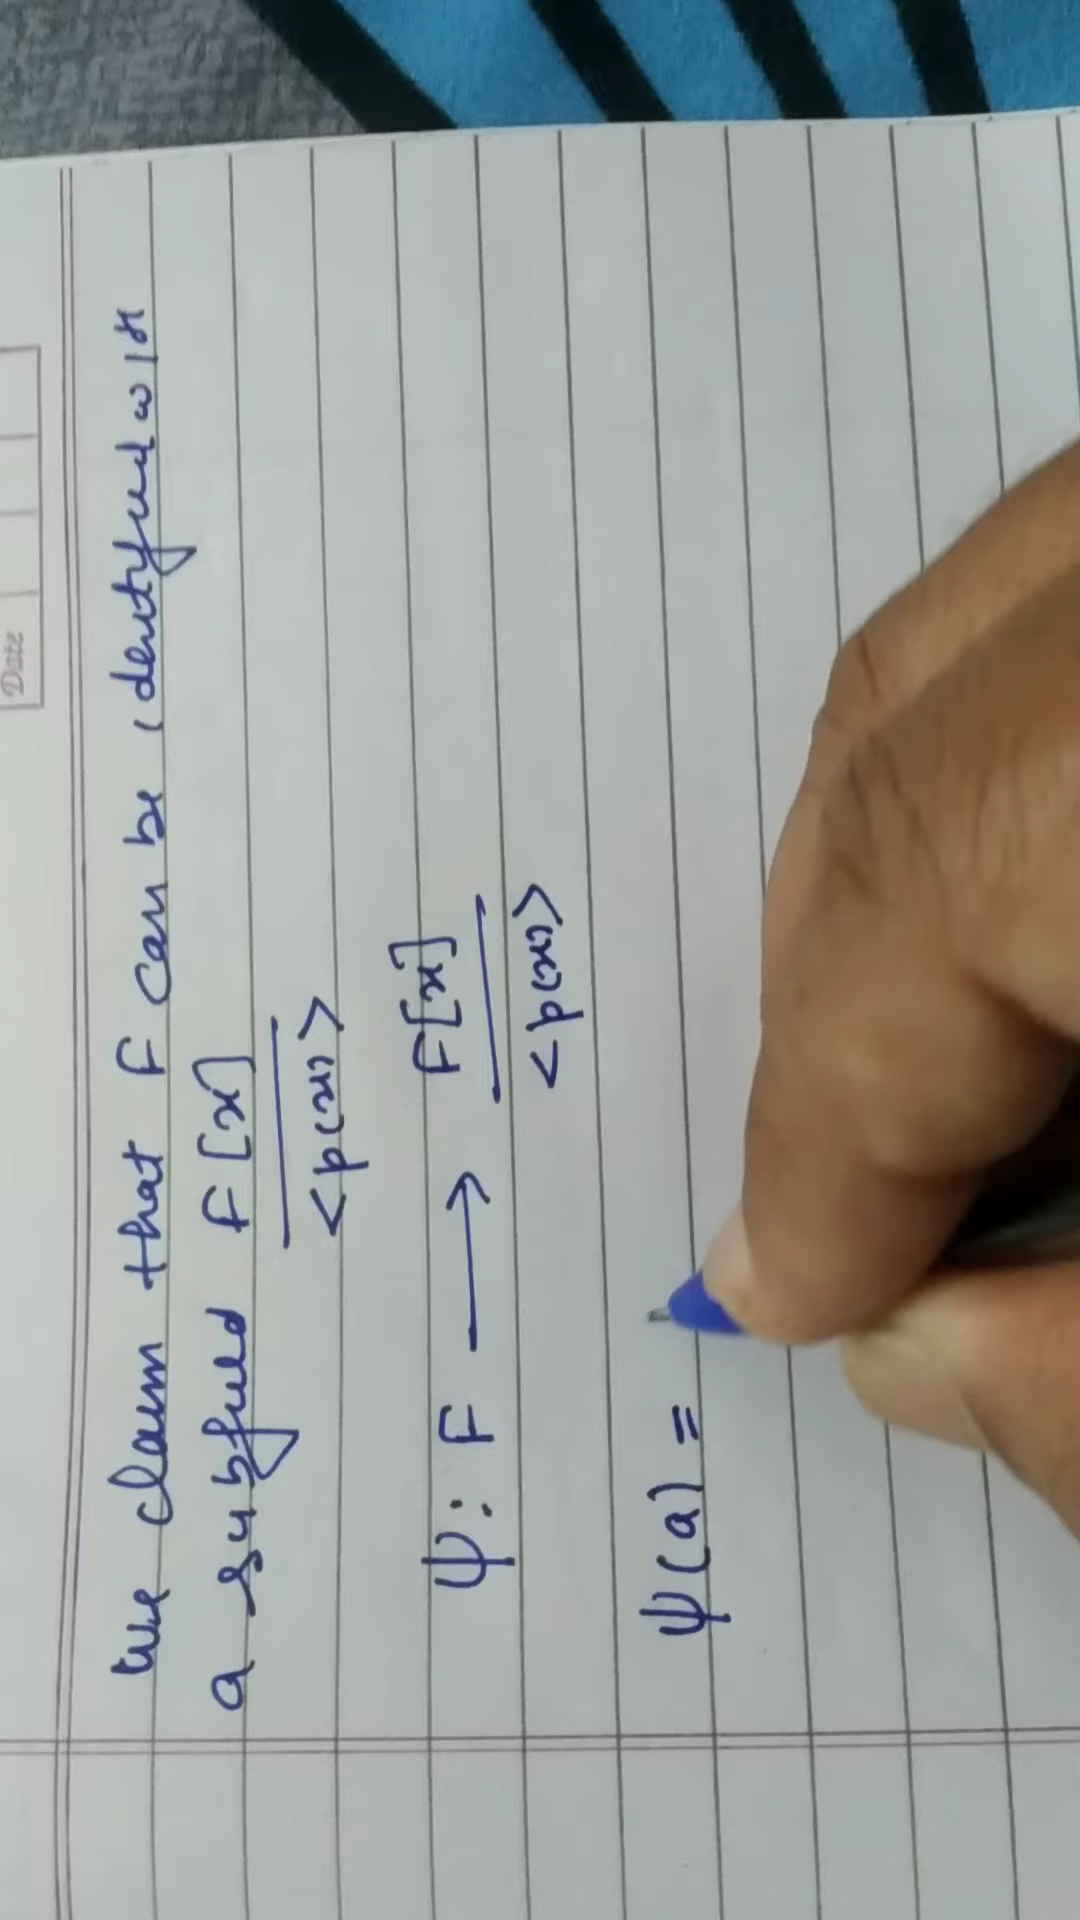 We claim that F can be identified with
a subfield F[x]
<p(x)>
ψ: F ⟶ F[x]
<p(x)>
ψ(a) =
Date